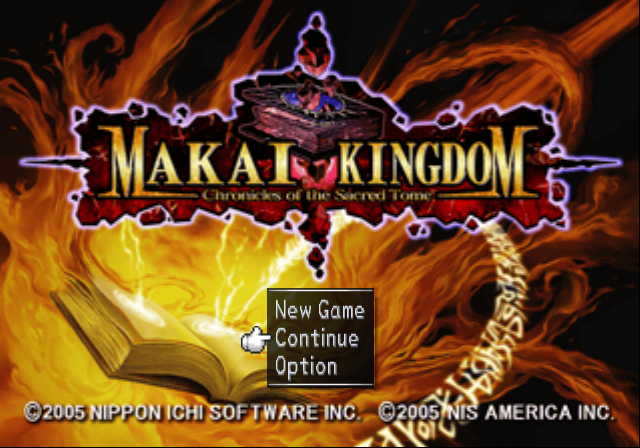 MAKAI KINGDOM
Chronicles of the Sacred Tome
New Game
Continue
Option
©2005 NIPPON ICHI SOFTWARE INC. ©2005 NIS AMERICA INC.